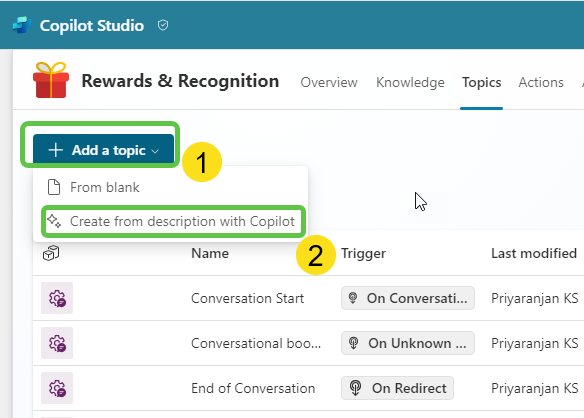 Copilot Studio
Rewards & Recognition Overview Knowledge Topics Actions
+ Add a topic
1
From blank
Create from description with Copilot
2
Name Trigger Last modified
Conversation Start On Conversati... Priyaranjan KS
Conversational boo... On Unknown ... Priyaranjan KS
End of Conversation On Redirect Priyaranjan KS